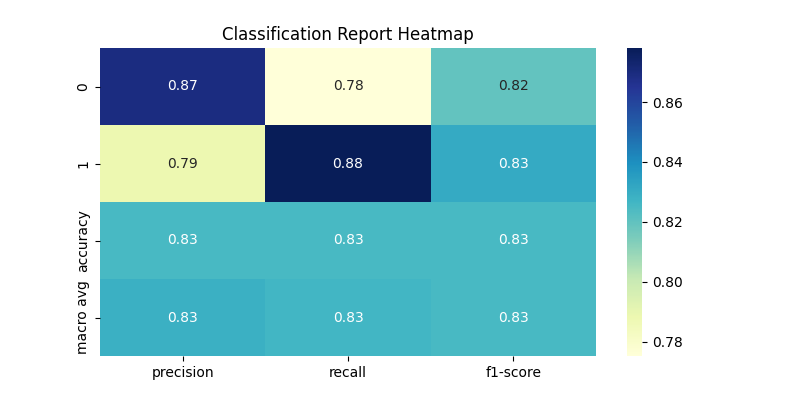 Classification Report Heatmap
0 0.87 0.78 0.82 0.86
1 0.79 0.88 0.83 0.84
accuracy 0.83 0.83 0.83 0.82
macro avg 0.83 0.83 0.83 0.80
0.78
precision recall f1-score